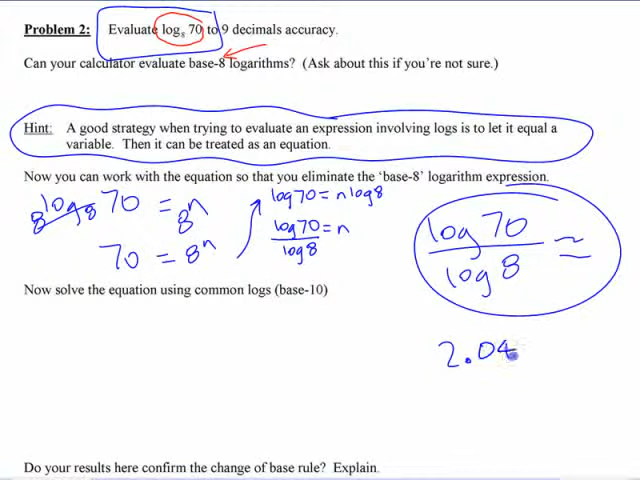 Problem 2: Evaluate log₈ 70 to 9 decimals accuracy.
Can your calculator evaluate base-8 logarithms? (Ask about this if you're not sure.)
Hint: A good strategy when trying to evaluate an expression involving logs is to let it equal a
variable. Then it can be treated as an equation.
Now you can work with the equation so that you eliminate the 'base-8' logarithm expression.
8^log₈ 70 = 8^n
70 = 8^n
log 70 = n log 8
log 70 / log 8 = n
log 70 / log 8 ≈
2.04
Now solve the equation using common logs (base-10)
Do your results here confirm the change of base rule? Explain.